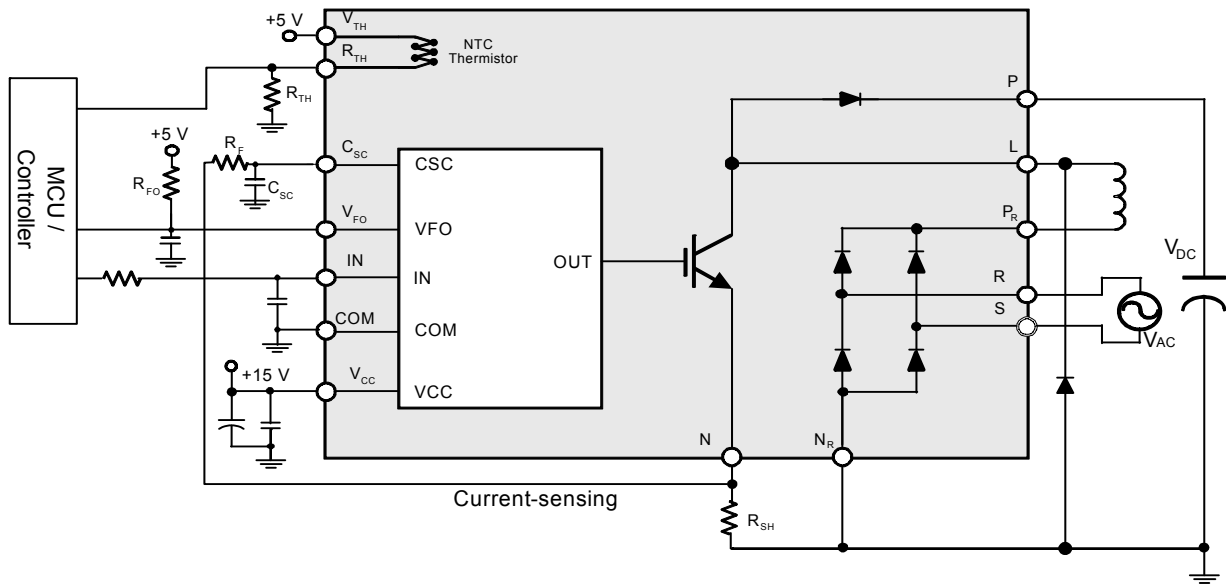 +5 V
V_TH
R_TH
NTC
Thermistor
R_TH
P
+5 V
R_F
C_SC
CSC
L
MCU /
Controller
R_FO
C_SC
V_FO
VFO
P_R
V_DC
OUT
IN
IN
R
COM
COM
S
V_AC
+15 V
V_CC
VCC
N
N_R
Current-sensing
R_SH